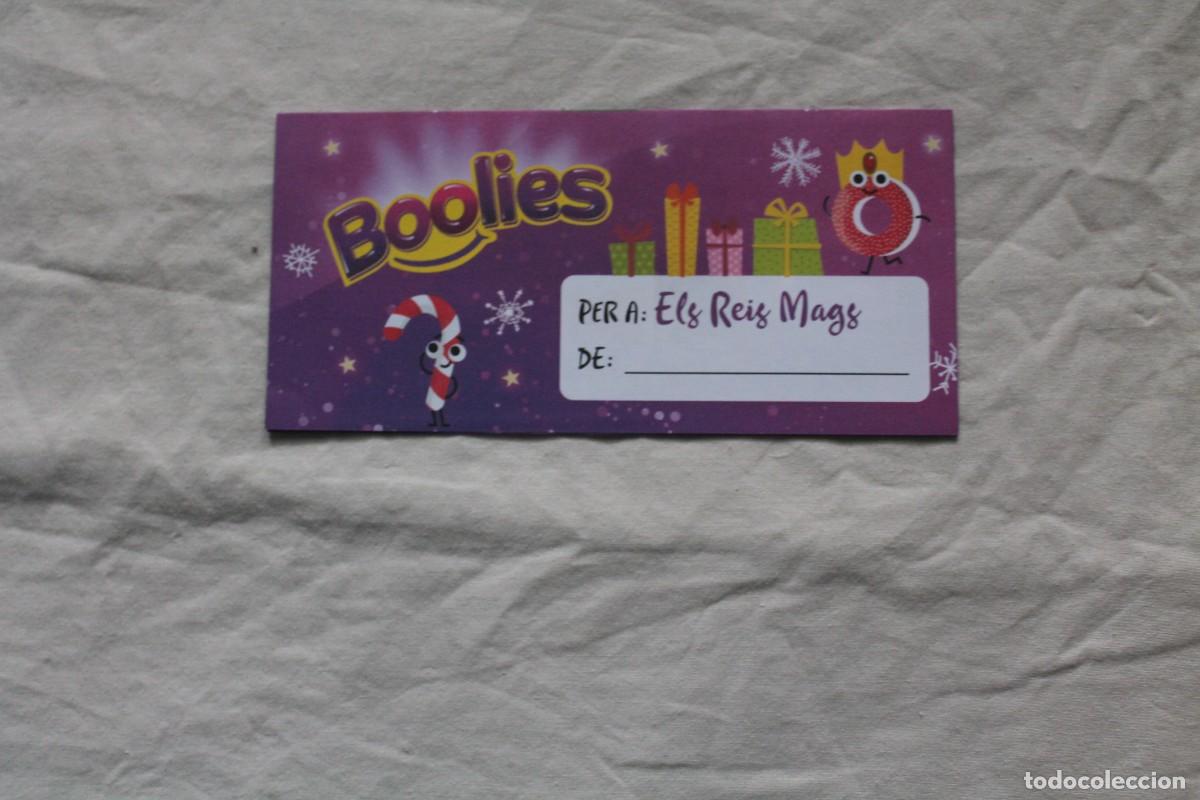 Boolies
PER A: Els Reis Mags
DE:
todocoleccion